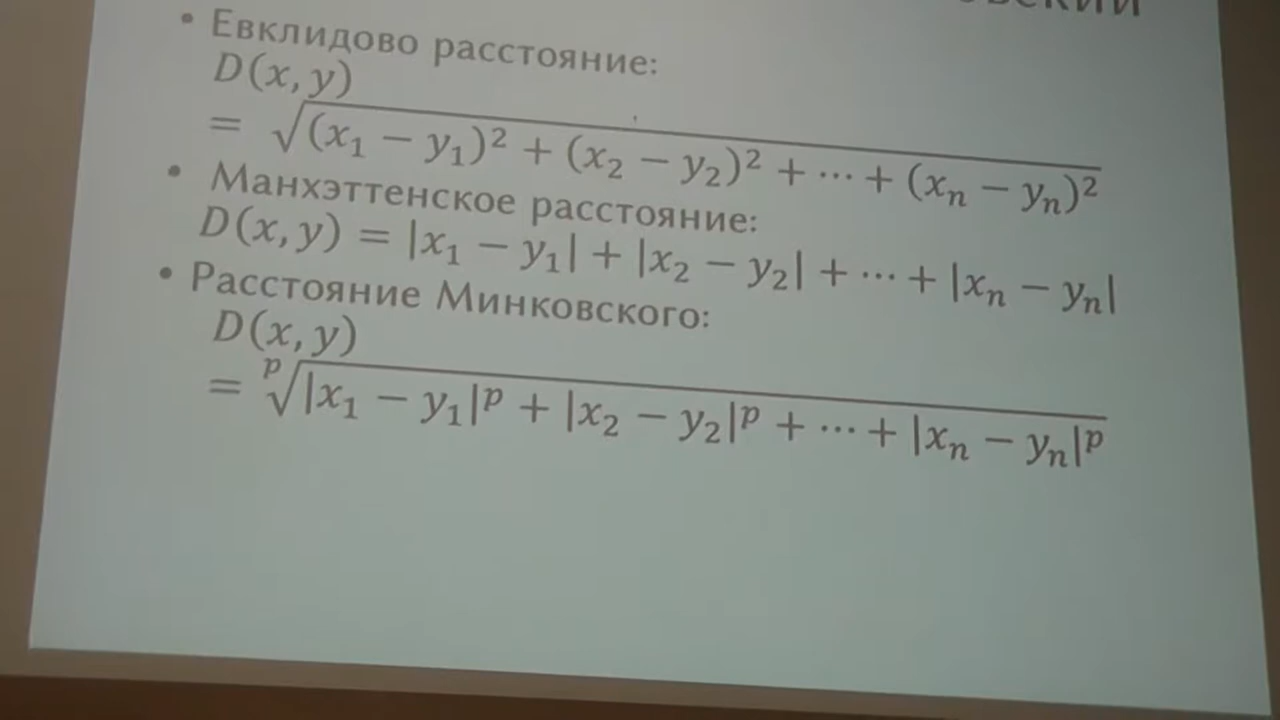 • Евклидово расстояние:
D(x, y)
= √(x₁ − y₁)² + (x₂ − y₂)² + ⋯ + (xₙ − yₙ)²
• Манхэттенское расстояние:
D(x, y) = |x₁ − y₁| + |x₂ − y₂| + ⋯ + |xₙ − yₙ|
• Расстояние Минковского:
D(x, y)
= ᵖ√|x₁ − y₁|ᵖ + |x₂ − y₂|ᵖ + ⋯ + |xₙ − yₙ|ᵖ